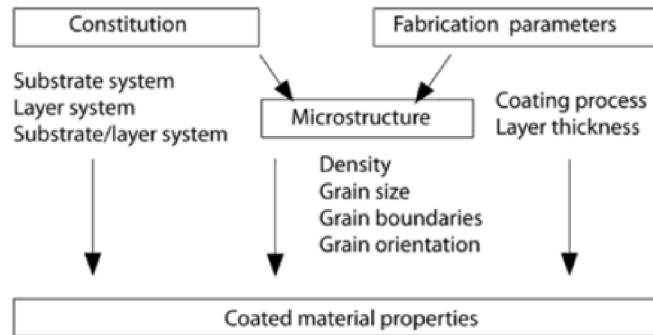 Constitution
Fabrication parameters
Substrate system
Layer system
Substrate/layer system
Microstructure
Coating process
Layer thickness
Density
Grain size
Grain boundaries
Grain orientation
Coated material properties